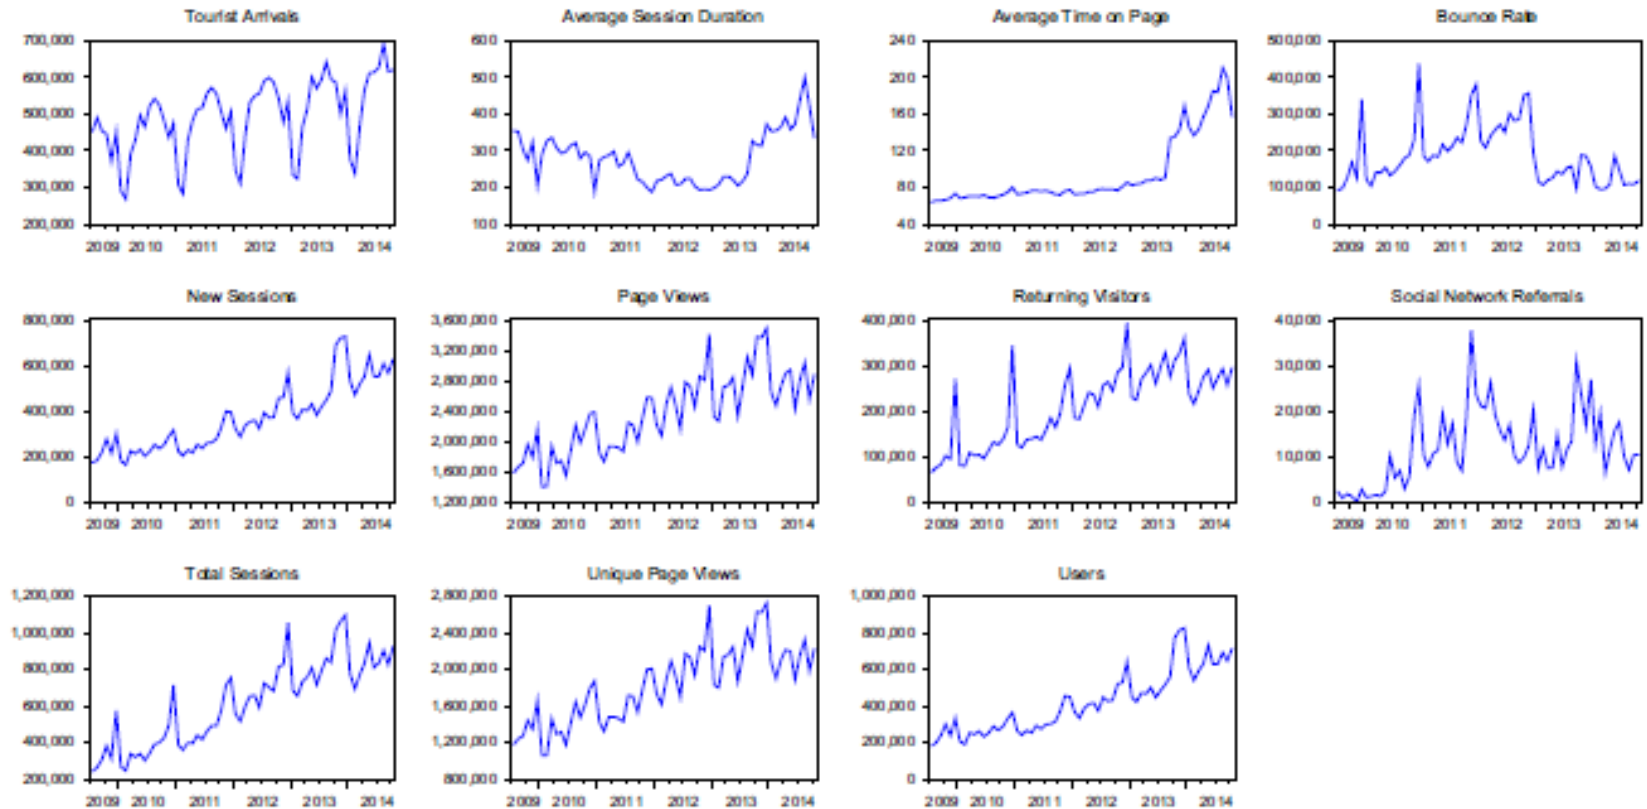 Tourist Arrivals
700,000
600,000
500,000
400,000
300,000
200,000
2009 2010 2011 2012 2013 2014
Average Session Duration
600
500
400
300
200
100
2009 2010 2011 2012 2013 2014
Average Time on Page
240
200
160
120
80
40
2009 2010 2011 2012 2013 2014
Bounce Rate
500,000
400,000
300,000
200,000
100,000
0
2009 2010 2011 2012 2013 2014
New Sessions
800,000
600,000
400,000
200,000
0
2009 2010 2011 2012 2013 2014
Page Views
3,600,000
3,200,000
2,800,000
2,400,000
2,000,000
1,600,000
1,200,000
2009 2010 2011 2012 2013 2014
Returning Visitors
400,000
300,000
200,000
100,000
0
2009 2010 2011 2012 2013 2014
Social Network Referrals
40,000
30,000
20,000
10,000
0
2009 2010 2011 2012 2013 2014
Total Sessions
1,200,000
1,000,000
800,000
600,000
400,000
200,000
2009 2010 2011 2012 2013 2014
Unique Page Views
2,800,000
2,400,000
2,000,000
1,600,000
1,200,000
800,000
2009 2010 2011 2012 2013 2014
Users
1,000,000
800,000
600,000
400,000
200,000
0
2009 2010 2011 2012 2013 2014